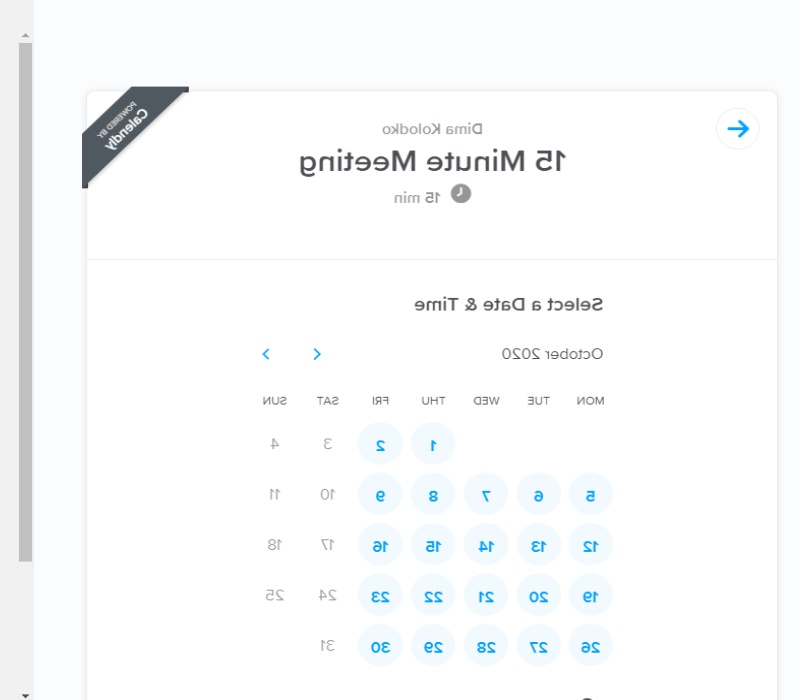 POWERED BY
Calendly
Dima Kolodko
15 Minute Meeting
15 min
Select a Date & Time
October 2020
MON TUE WED THU FRI SAT SUN
1 2 3 4
5 6 7 8 9 10 11
12 13 14 15 16 17 18
19 20 21 22 23 24 25
26 27 28 29 30 31